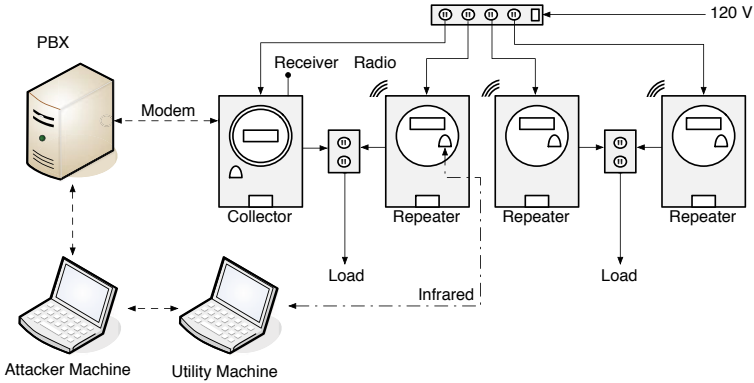 120 V
PBX
Receiver Radio
Modem
Collector
Repeater
Repeater
Repeater
Load
Load
Infrared
Attacker Machine
Utility Machine